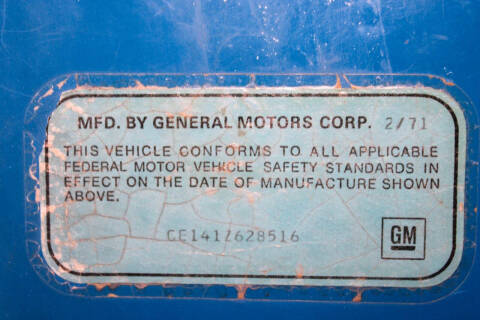 MFD. BY GENERAL MOTORS CORP. 2/71
THIS VEHICLE CONFORMS TO ALL APPLICABLE
FEDERAL MOTOR VEHICLE SAFETY STANDARDS IN
EFFECT ON THE DATE OF MANUFACTURE SHOWN
ABOVE.
CE141Z628516
GM